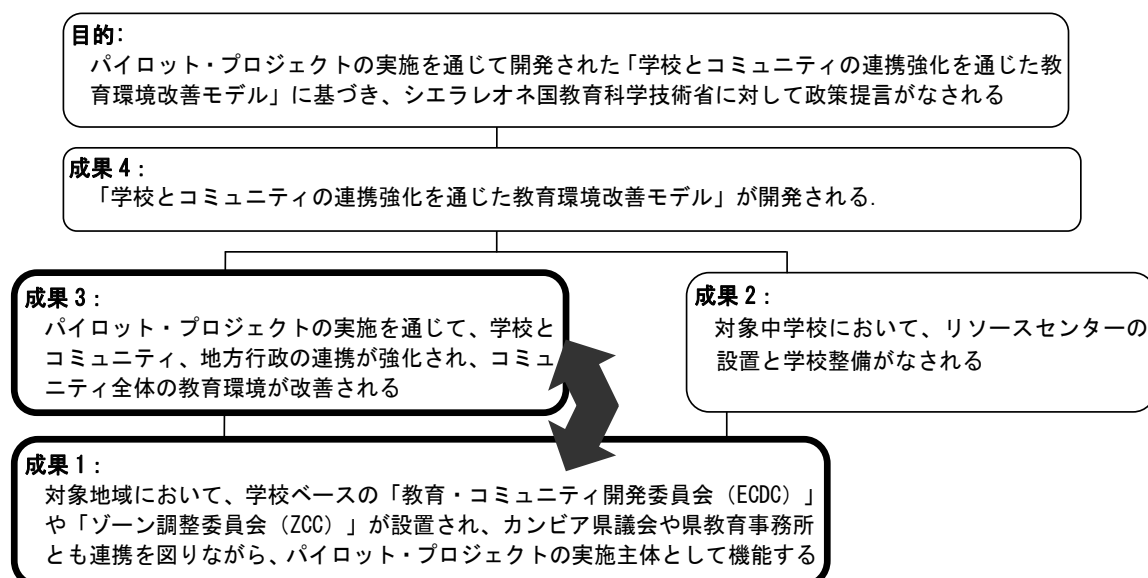 目的:
パイロット・プロジェクトの実施を通じて開発された「学校とコミュニティの連携強化を通じた教
育環境改善モデル」に基づき、シエラレオネ国教育科学技術省に対して政策提言がなされる
成果4:
「学校とコミュニティの連携強化を通じた教育環境改善モデル」が開発される.
成果3:
パイロット・プロジェクトの実施を通じて、学校と
コミュニティ、地方行政の連携が強化され、コミュ
ニティ全体の教育環境が改善される
成果2:
対象中学校において、リソースセンターの
設置と学校整備がなされる
成果1:
対象地域において、学校ベースの「教育・コミュニティ開発委員会(ECDC)」
や「ゾーン調整委員会(ZCC)」が設置され、カンビア県議会や県教育事務所
とも連携を図りながら、パイロット・プロジェクトの実施主体として機能する